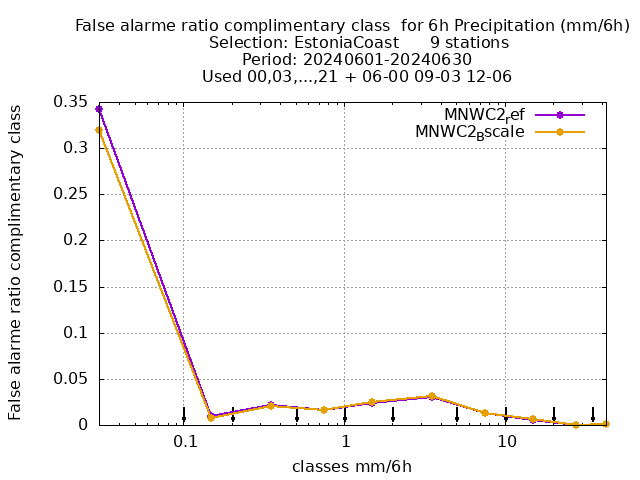 False alarme ratio complimentary class  for 6h Precipitation (mm/6h)
Selection: EstoniaCoast      9 stations
Period: 20240601-20240630
Used 00,03,...,21 + 06-00 09-03 12-06
MNWC2_ref
MNWC2_Bscale
False alarme ratio complimentary class
0.35
0.3
0.25
0.2
0.15
0.1
0.05
0
0.1
1
10
classes mm/6h